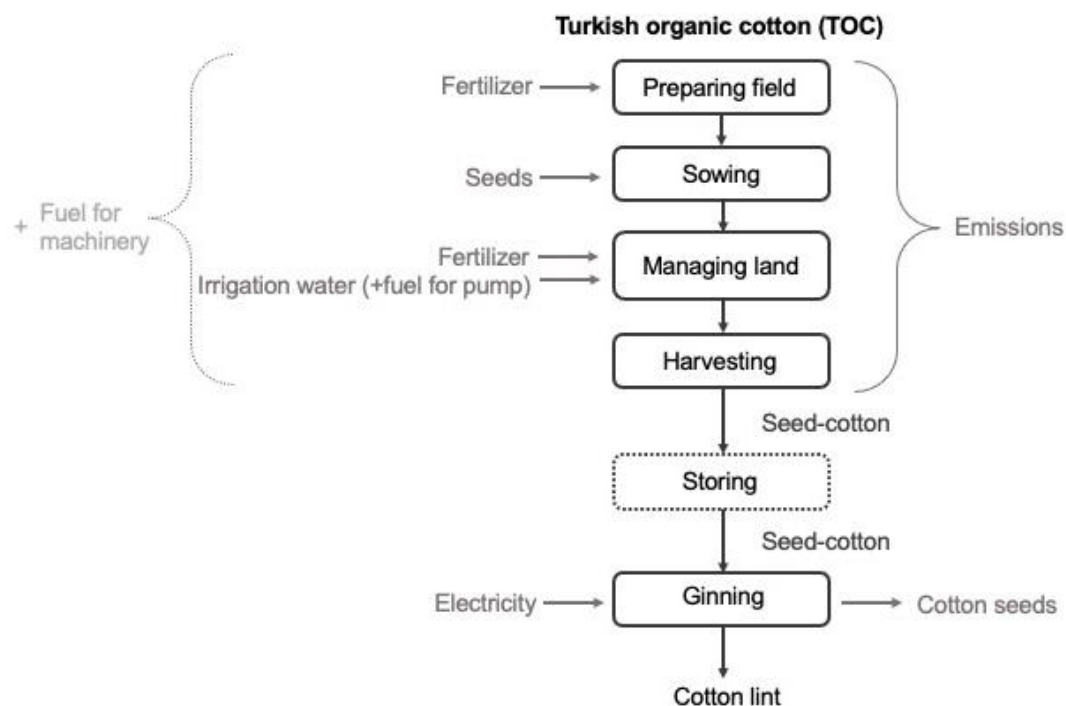 Turkish organic cotton (TOC)
Fertilizer
Preparing field
Seeds
Sowing
+ Fuel for
machinery
Emissions
Fertilizer
Irrigation water (+fuel for pump)
Managing land
Harvesting
Seed-cotton
Storing
Seed-cotton
Electricity
Ginning
Cotton seeds
Cotton lint